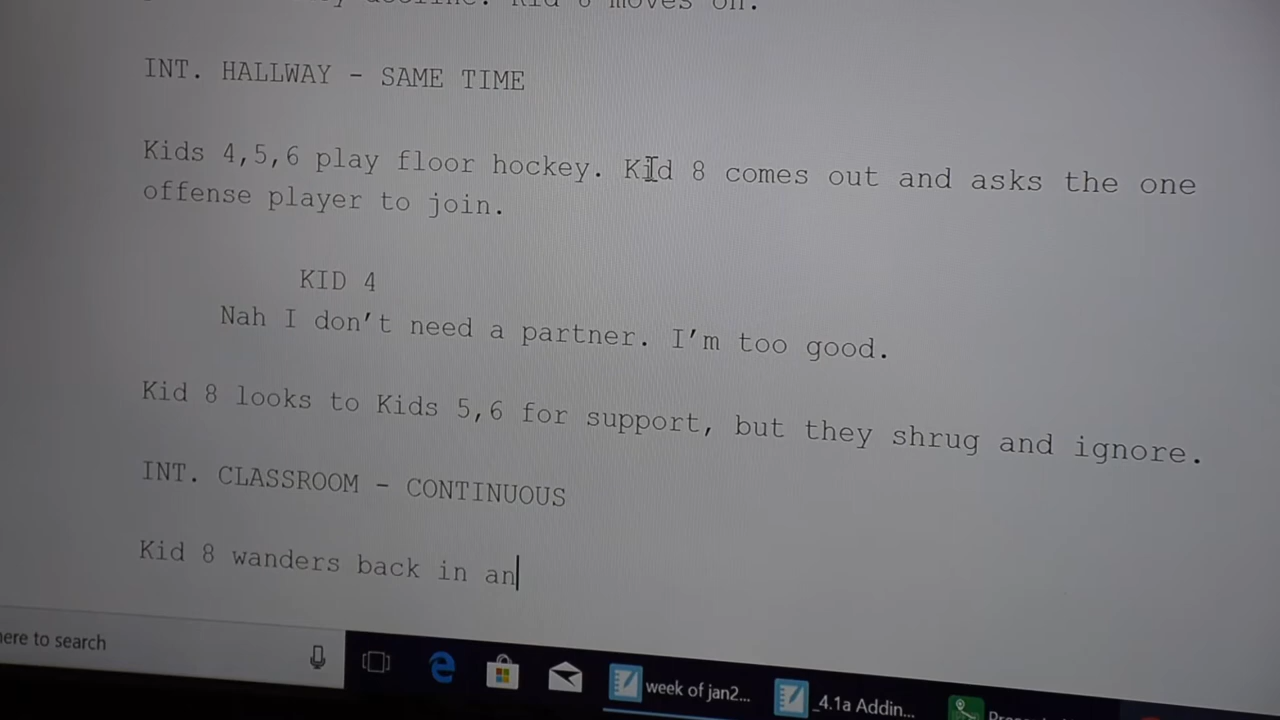 moves on.
INT. HALLWAY - SAME TIME
Kids 4,5,6 play floor hockey. Kid 8 comes out and asks the one
offense player to join.
KID 4
Nah I don't need a partner. I'm too good.
Kid 8 looks to Kids 5,6 for support, but they shrug and ignore.
INT. CLASSROOM - CONTINUOUS
Kid 8 wanders back in an
here to search
week of jan2...
_4.1a Addin...